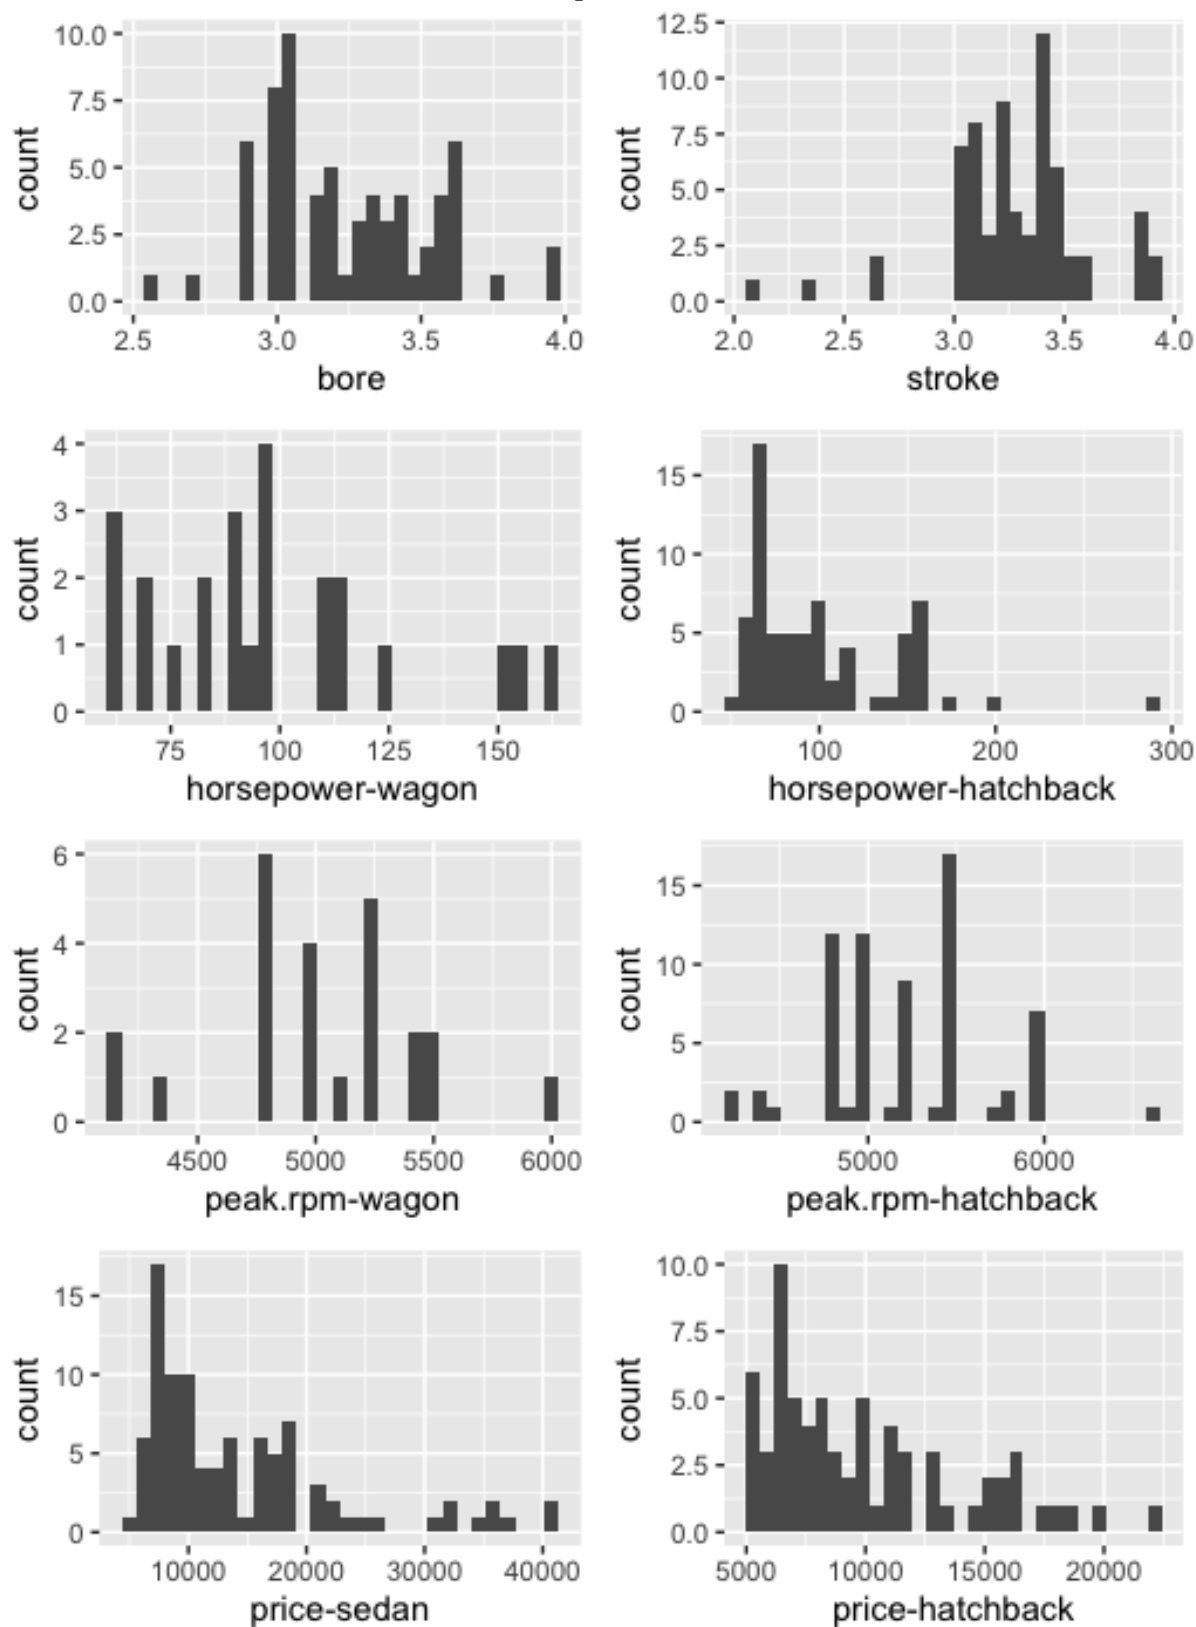 10.0
7.5
5.0
2.5
0.0
count
2.5 3.0 3.5 4.0
bore
12.5
10.0
7.5
5.0
2.5
0.0
count
2.0 2.5 3.0 3.5 4.0
stroke
4
3
2
1
0
count
75 100 125 150
horsepower-wagon
15
10
5
0
count
100 200 300
horsepower-hatchback
6
4
2
0
count
4500 5000 5500 6000
peak.rpm-wagon
15
10
5
0
count
5000 6000
peak.rpm-hatchback
15
10
5
0
count
10000 20000 30000 40000
price-sedan
10.0
7.5
5.0
2.5
0.0
count
5000 10000 15000 20000
price-hatchback